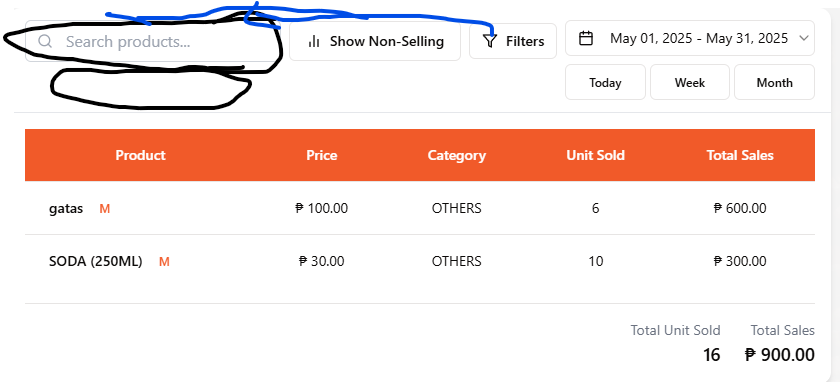 Search products...
Show Non-Selling
Filters
May 01, 2025 - May 31, 2025
Today Week Month
Product Price Category Unit Sold Total Sales
gatas M ₱ 100.00 OTHERS 6 ₱ 600.00
SODA (250ML) M ₱ 30.00 OTHERS 10 ₱ 300.00
Total Unit Sold Total Sales
16 ₱ 900.00